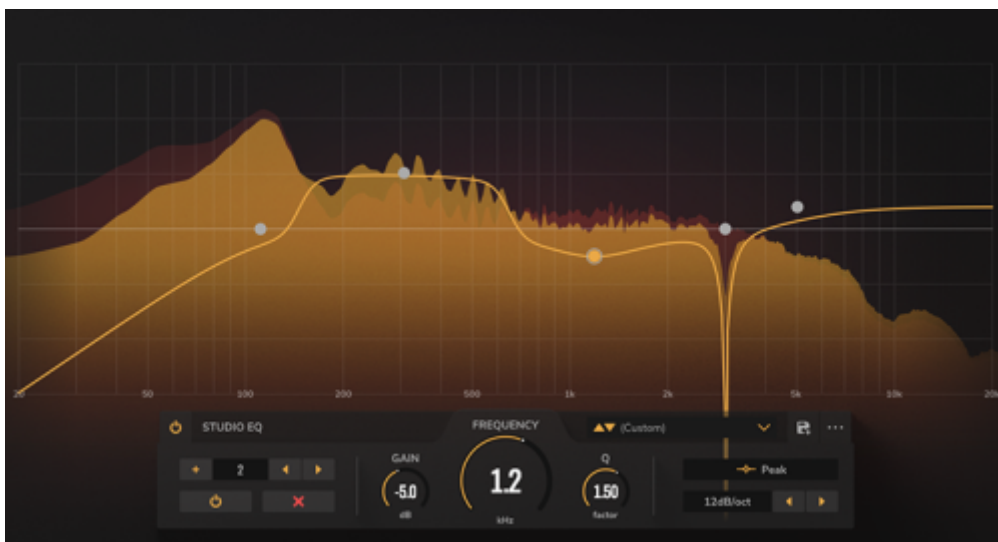 20 50 100 200 500 1k 2k 5k 10k 20k
STUDIO EQ
FREQUENCY
(Custom)
2
GAIN
-5.0
dB
1.2
kHz
Q
1.50
factor
Peak
12dB/oct